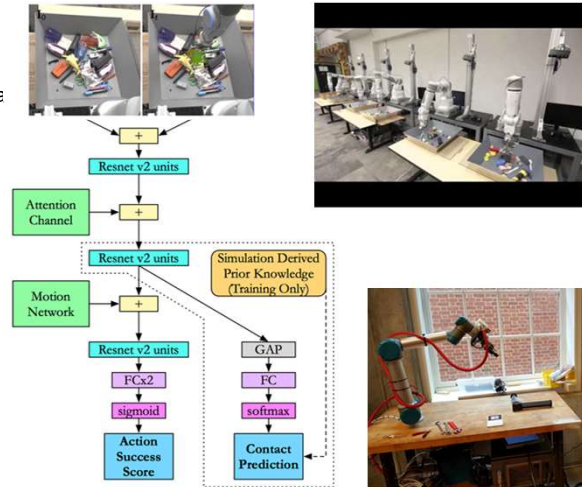 I₀
Iₜ
+
Resnet v2 units
Attention
Channel
+
Resnet v2 units
Simulation Derived
Prior Knowledge
(Training Only)
Motion
Network
+
Resnet v2 units
GAP
FCx2
FC
sigmoid
softmax
Action
Success
Score
Contact
Prediction